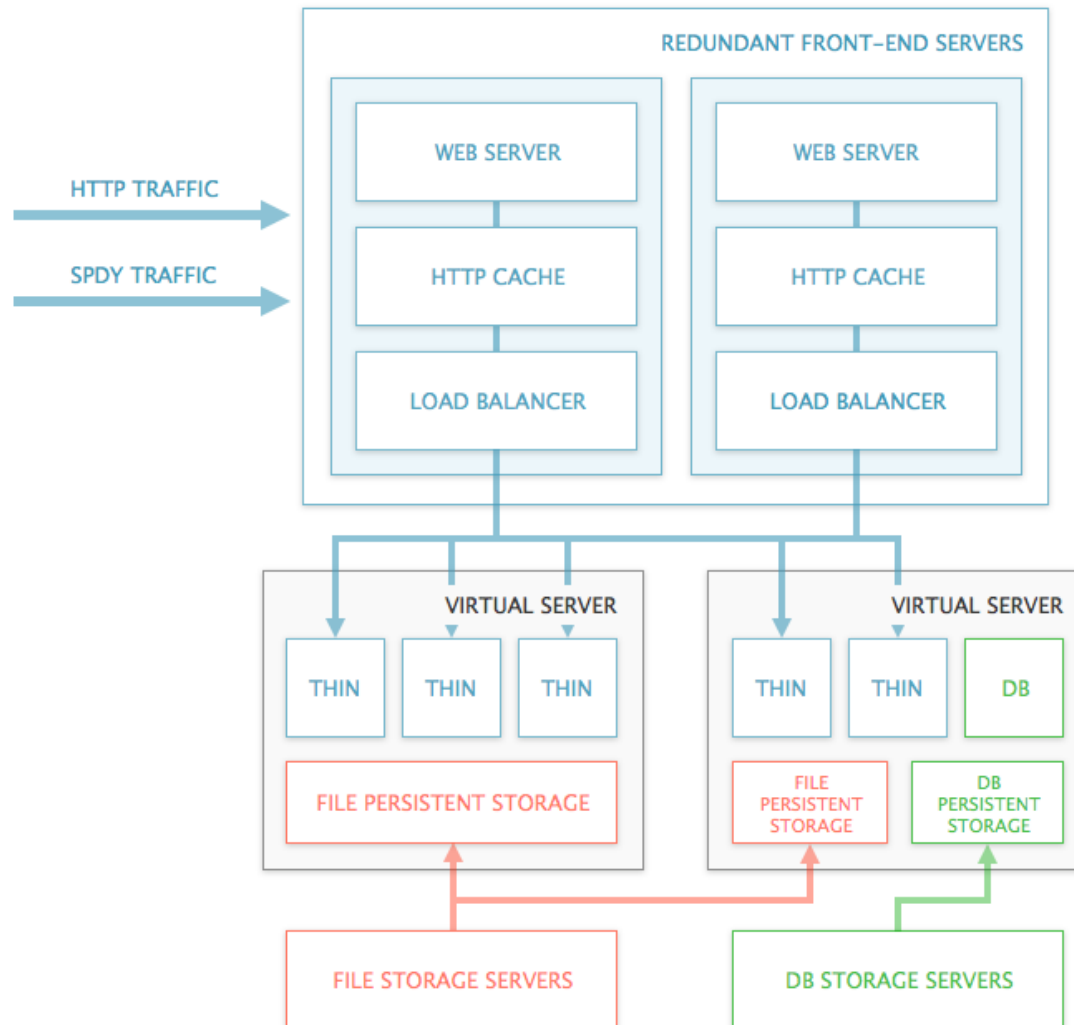 REDUNDANT FRONT-END SERVERS
WEB SERVER
WEB SERVER
HTTP TRAFFIC
SPDY TRAFFIC
HTTP CACHE
HTTP CACHE
LOAD BALANCER
LOAD BALANCER
VIRTUAL SERVER
VIRTUAL SERVER
THIN
THIN
THIN
THIN
THIN
DB
FILE PERSISTENT STORAGE
FILE
PERSISTENT
STORAGE
DB
PERSISTENT
STORAGE
FILE STORAGE SERVERS
DB STORAGE SERVERS